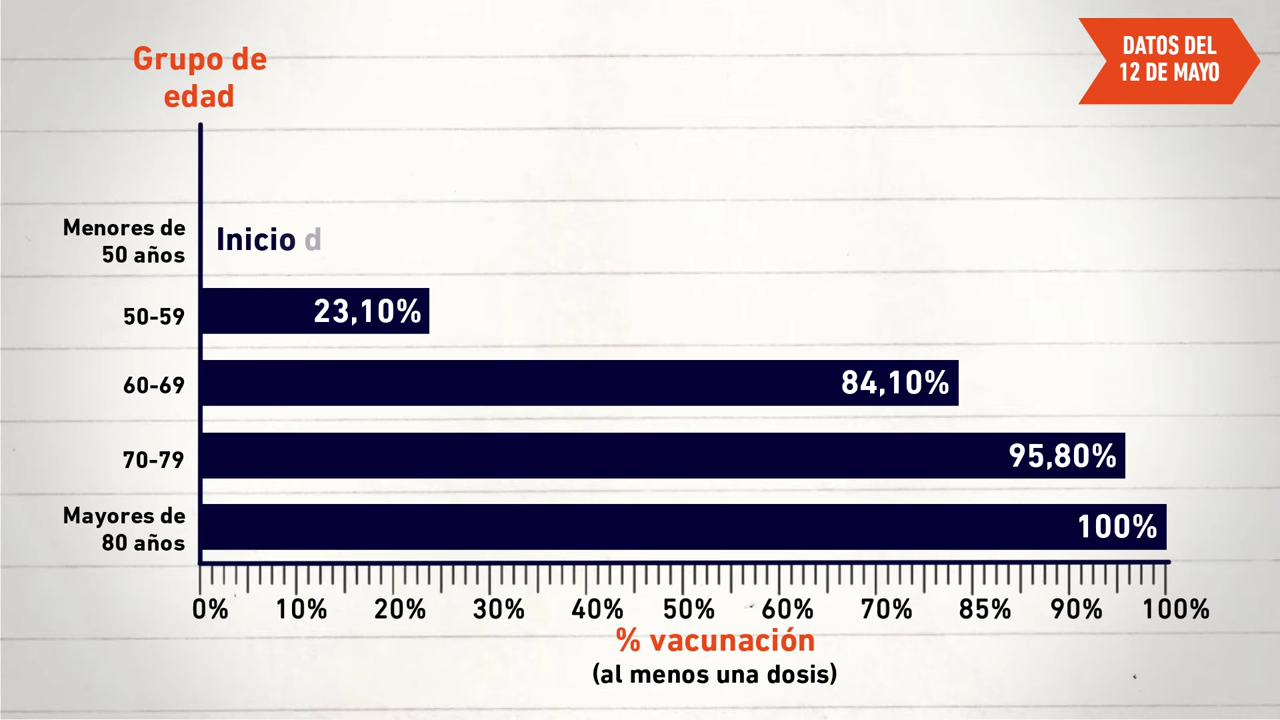 Grupo de
edad
DATOS DEL
12 DE MAYO
Menores de
50 años
Inicio d
50-59
23,10%
60-69
84,10%
70-79
95,80%
Mayores de
80 años
100%
0% 10% 20% 30% 40% 50% 60% 70% 85% 90% 100%
% vacunación
(al menos una dosis)